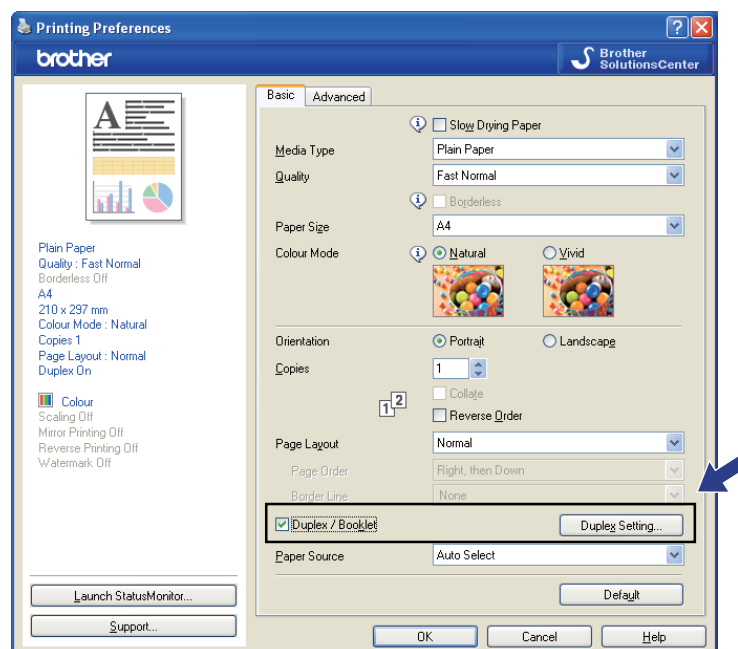 Printing Preferences
brother
Brother
SolutionsCenter
A
Plain Paper
Quality : Fast Normal
Borderless Off
A4
210 x 297 mm
Colour Mode : Natural
Copies 1
Page Layout : Normal
Duplex On
Colour
Scaling Off
Mirror Printing Off
Reverse Printing Off
Watermark Off
Launch StatusMonitor...
Support...
Basic Advanced
Slow Drying Paper
Media Type Plain Paper
Quality Fast Normal
Borderless
Paper Size A4
Colour Mode Natural Vivid
Orientation Portrait Landscape
Copies 1
Collate
1 2
Reverse Order
Page Layout Normal
Page Order Right, then Down
Border Line None
Duplex / Booklet Duplex Setting...
Paper Source Auto Select
Default
OK Cancel Help